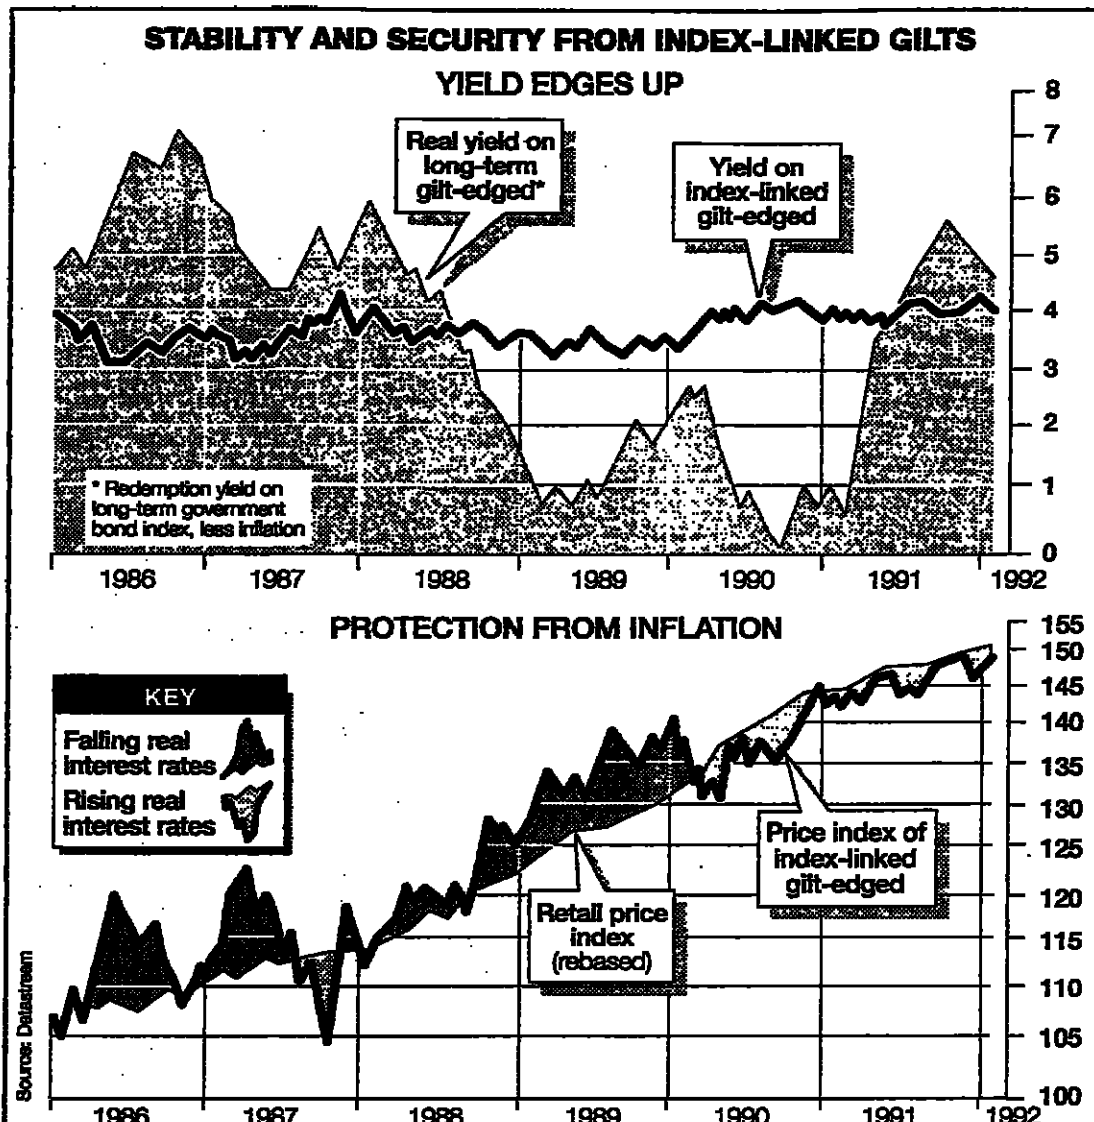 STABILITY AND SECURITY FROM INDEX-LINKED GILTS
YIELD EDGES UP
Real yield on
long-term
gilt-edged*
Yield on
index-linked
gilt-edged
8
7
6
5
4
3
2
1
0
* Redemption yield on
long-term government
bond index, less inflation
1986 1987 1988 1989 1990 1991 1992
PROTECTION FROM INFLATION
KEY
Falling real
interest rates
Rising real
interest rates
155
150
145
140
135
130
125
120
115
110
105
100
Price index of
index-linked
gilt-edged
Retail price
index
(rebased)
Source: Datastream
1986 1987 1988 1989 1990 1991 1992